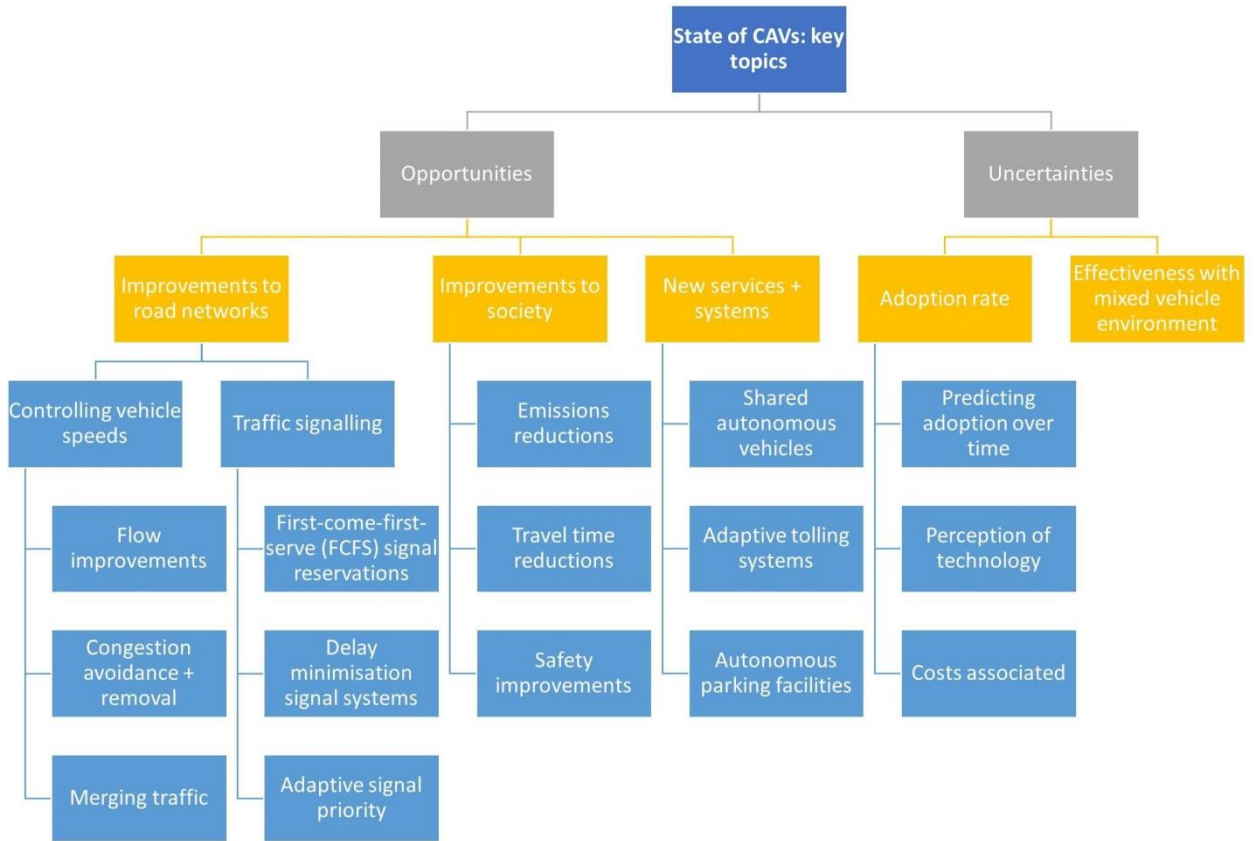 State of CAVs: key
topics
Opportunities
Uncertainties
Improvements to
road networks
Improvements to
society
New services +
systems
Adoption rate
Effectiveness with
mixed vehicle
environment
Controlling vehicle
speeds
Traffic signalling
Emissions
reductions
Shared
autonomous
vehicles
Predicting
adoption over
time
Flow
improvements
First-come-first-
serve (FCFS) signal
reservations
Travel time
reductions
Adaptive tolling
systems
Perception of
technology
Congestion
avoidance +
removal
Delay
minimisation
signal systems
Safety
improvements
Autonomous
parking facilities
Costs associated
Merging traffic
Adaptive signal
priority